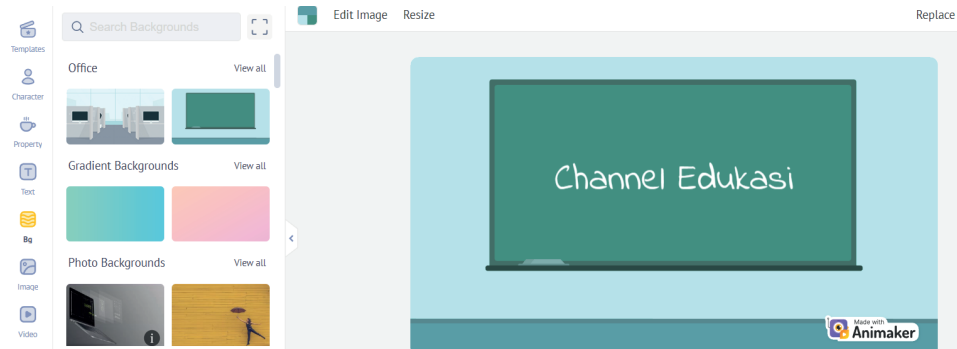 Edit Image Resize Replace
Search Backgrounds
Templates
Character
Property
Text
Bg
Image
Video
Office View all
Gradient Backgrounds View all
Photo Backgrounds View all
i
Channel Edukasi
Made with
Animaker